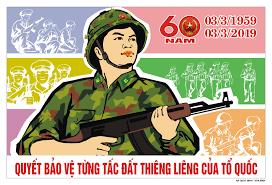 60 NĂM
03/3/1959
03/3/2019
QUYẾT BẢO VỆ TỪNG TẤC ĐẤT THIÊNG LIÊNG CỦA TỔ QUỐC